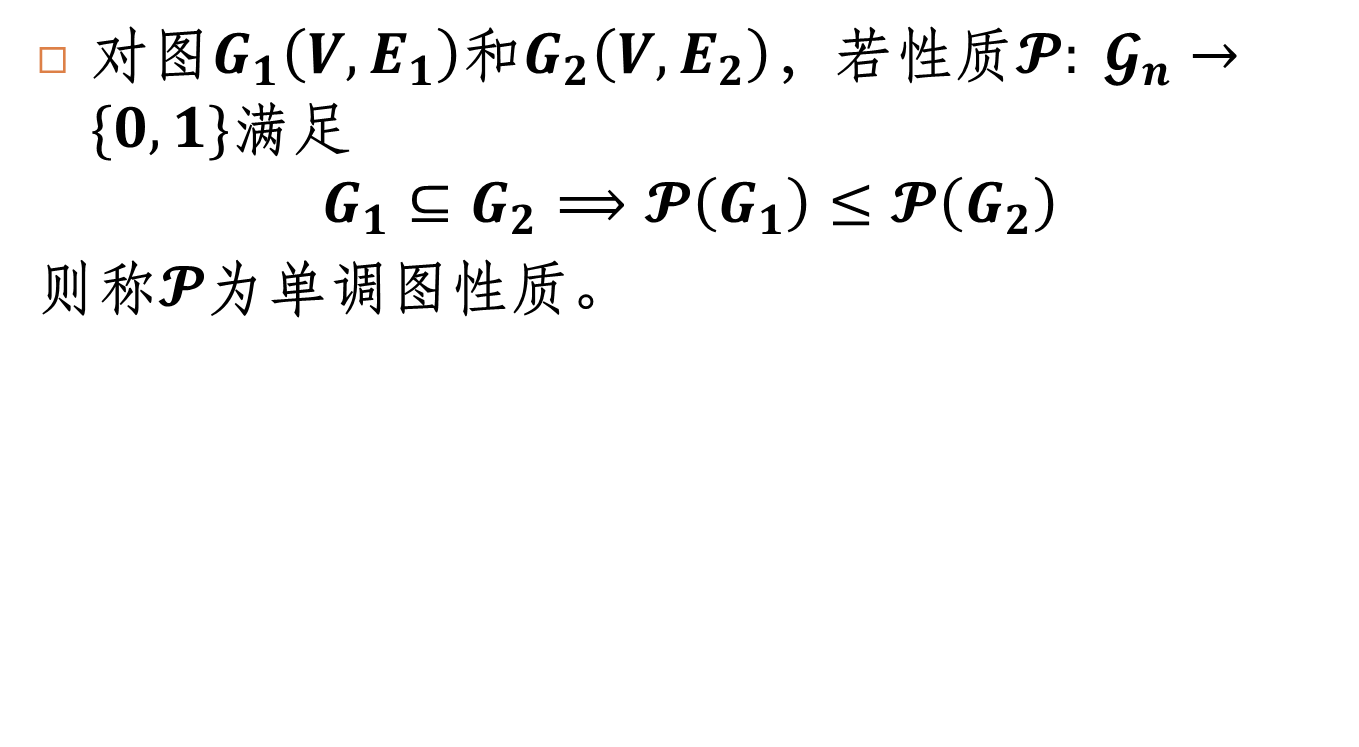 □ 对图𝑮₁(𝑽, 𝑬₁)和𝑮₂(𝑽, 𝑬₂)，若性质𝓟: 𝓖ₙ →
{𝟎, 𝟏}满足
𝑮₁ ⊆ 𝑮₂ ⟹ 𝓟(𝑮₁) ≤ 𝓟(𝑮₂)
则称𝓟为单调图性质。